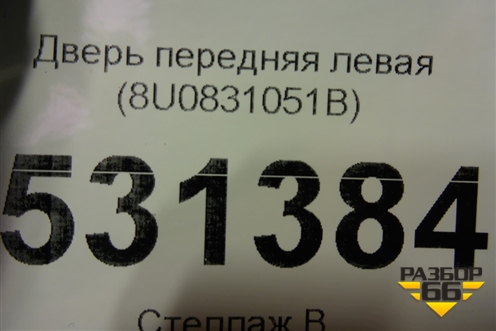 Дверь передняя левая
(8U0831051B)
531384
РАЗБОР
66
Стеллаж В